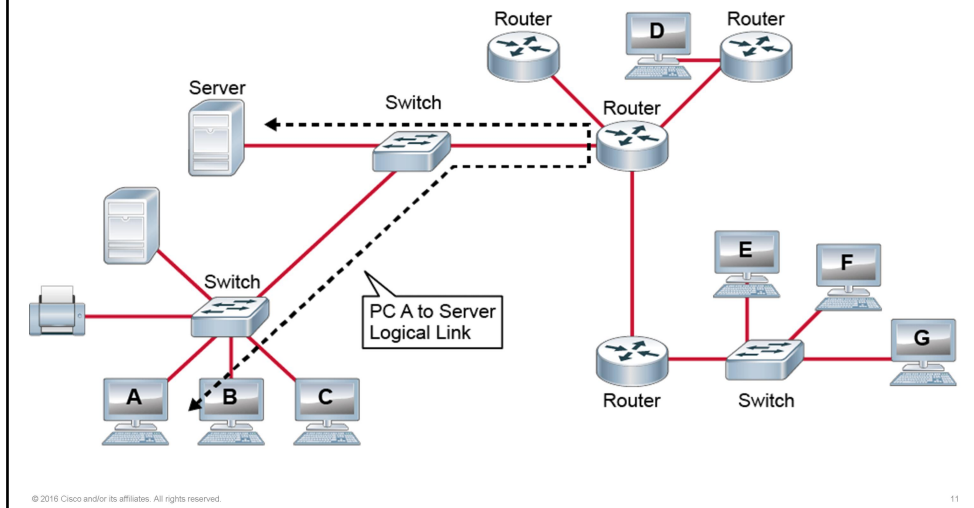 Router
D
Router
Server
Switch
Router
Switch
PC A to Server
Logical Link
E
F
G
A
B
C
Router
Switch
© 2016 Cisco and/or its affiliates. All rights reserved.
11